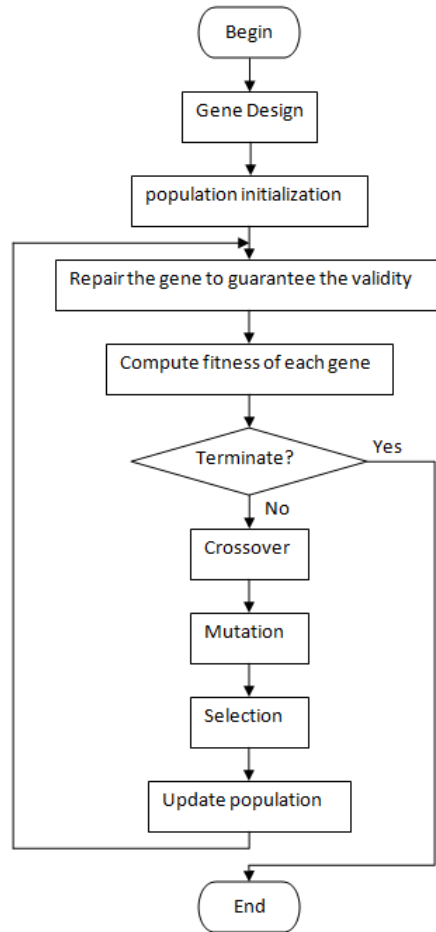 Begin
Gene Design
population initialization
Repair the gene to guarantee the validity
Compute fitness of each gene
Terminate?
Yes
No
Crossover
Mutation
Selection
Update population
End